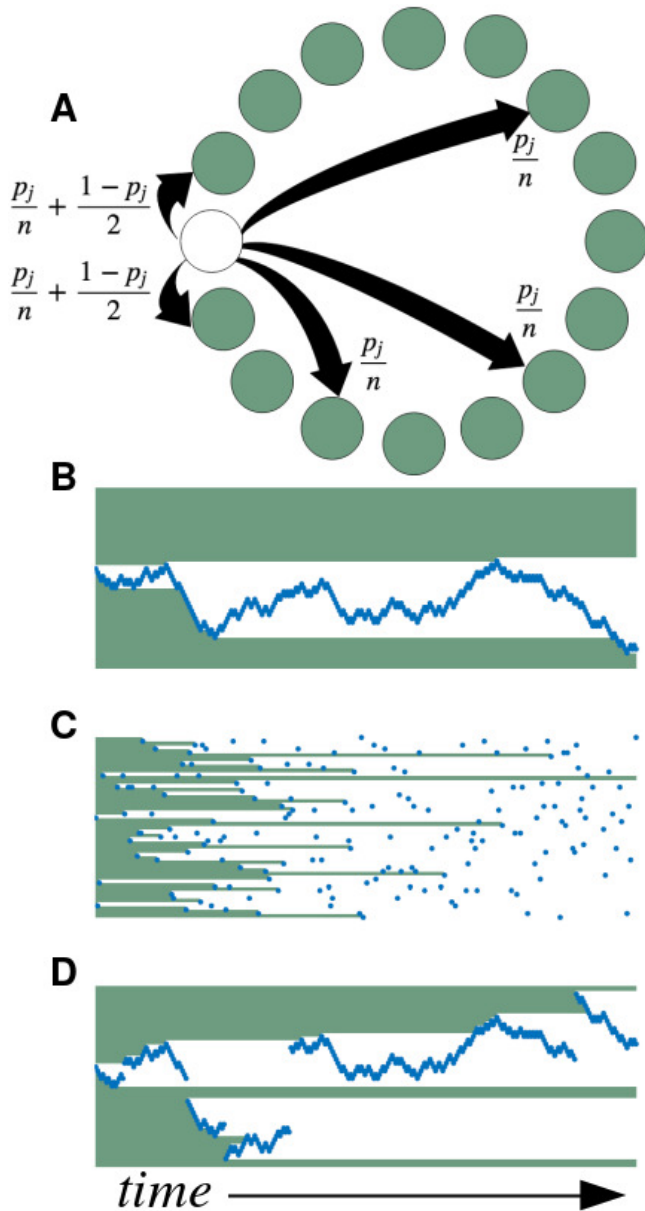 A
p_j/n
p_j/n + (1 − p_j)/2
p_j/n + (1 − p_j)/2
p_j/n
p_j/n
B
C
D
time